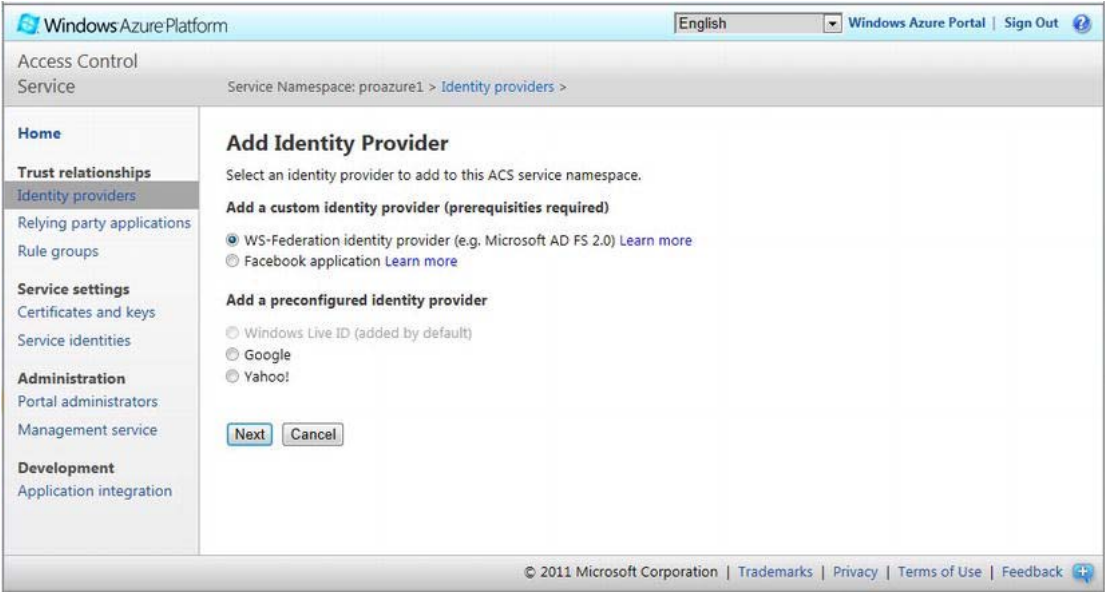 Windows Azure Platform
English
Windows Azure Portal | Sign Out
Access Control
Service
Service Namespace: proazure1 > Identity providers >
Home
Trust relationships
Identity providers
Relying party applications
Rule groups
Service settings
Certificates and keys
Service identities
Administration
Portal administrators
Management service
Development
Application integration
Add Identity Provider
Select an identity provider to add to this ACS service namespace.
Add a custom identity provider (prerequisities required)
WS-Federation identity provider (e.g. Microsoft AD FS 2.0) Learn more
Facebook application Learn more
Add a preconfigured identity provider
Windows Live ID (added by default)
Google
Yahoo!
Next Cancel
© 2011 Microsoft Corporation | Trademarks | Privacy | Terms of Use | Feedback